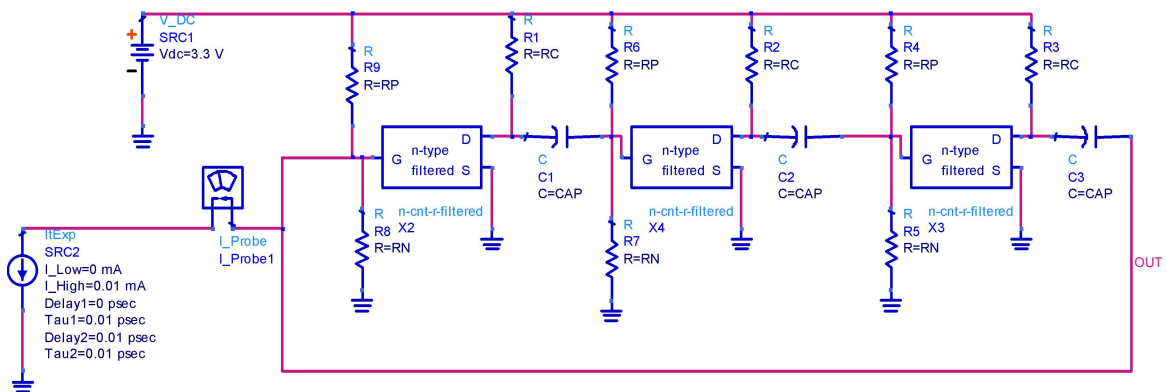 V_DC
SRC1
Vdc=3.3 V
+
-
R
R9
R=RP
R
R1
R=RC
R
R6
R=RP
R
R2
R=RC
R
R4
R=RP
R
R3
R=RC
G
n-type
filtered
D
S
n-cnt-r-filtered
X2
C
C1
C=CAP
G
n-type
filtered
D
S
n-cnt-r-filtered
X4
C
C2
C=CAP
G
n-type
filtered
D
S
n-cnt-r-filtered
X3
C
C3
C=CAP
R
R8
R=RN
R
R7
R=RN
R
R5
R=RN
I_Probe
I_Probe1
ItExp
SRC2
I_Low=0 mA
I_High=0.01 mA
Delay1=0 psec
Tau1=0.01 psec
Delay2=0.01 psec
Tau2=0.01 psec
OUT